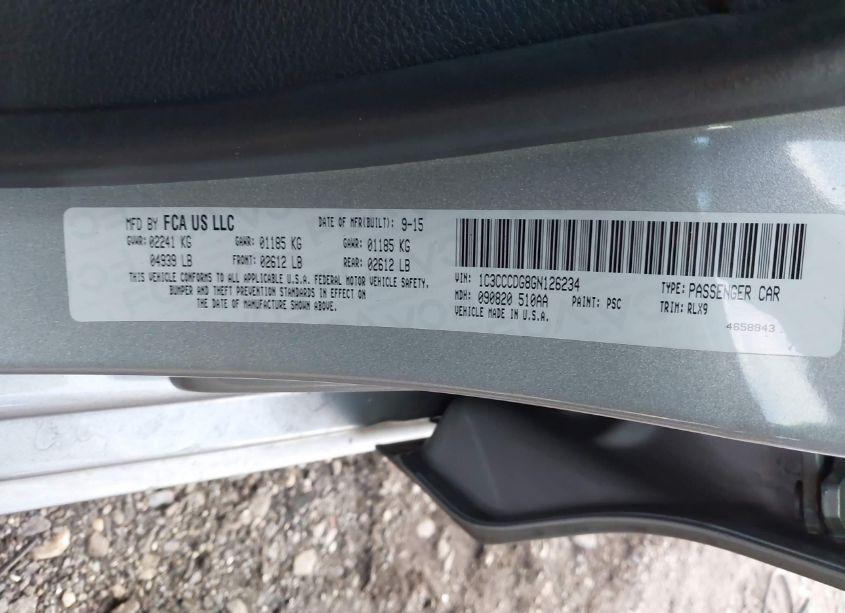 MFD BY FCA US LLC DATE OF MFR(BUILT): 9-15
GVWR: 02241 KG GAWR: 01185 KG GAWR: 01185 KG
04939 LB FRONT: 02612 LB REAR: 02612 LB
THIS VEHICLE CONFORMS TO ALL APPLICABLE U.S.A. FEDERAL MOTOR VEHICLE SAFETY,
BUMPER AND THEFT PREVENTION STANDARDS IN EFFECT ON
THE DATE OF MANUFACTURE SHOWN ABOVE.
VIN: 1C3CCCDG8GN126234 TYPE: PASSENGER CAR
MDH: 090820 510AA PAINT: PSC TRIM: RLX9
VEHICLE MADE IN U.S.A.
4658843